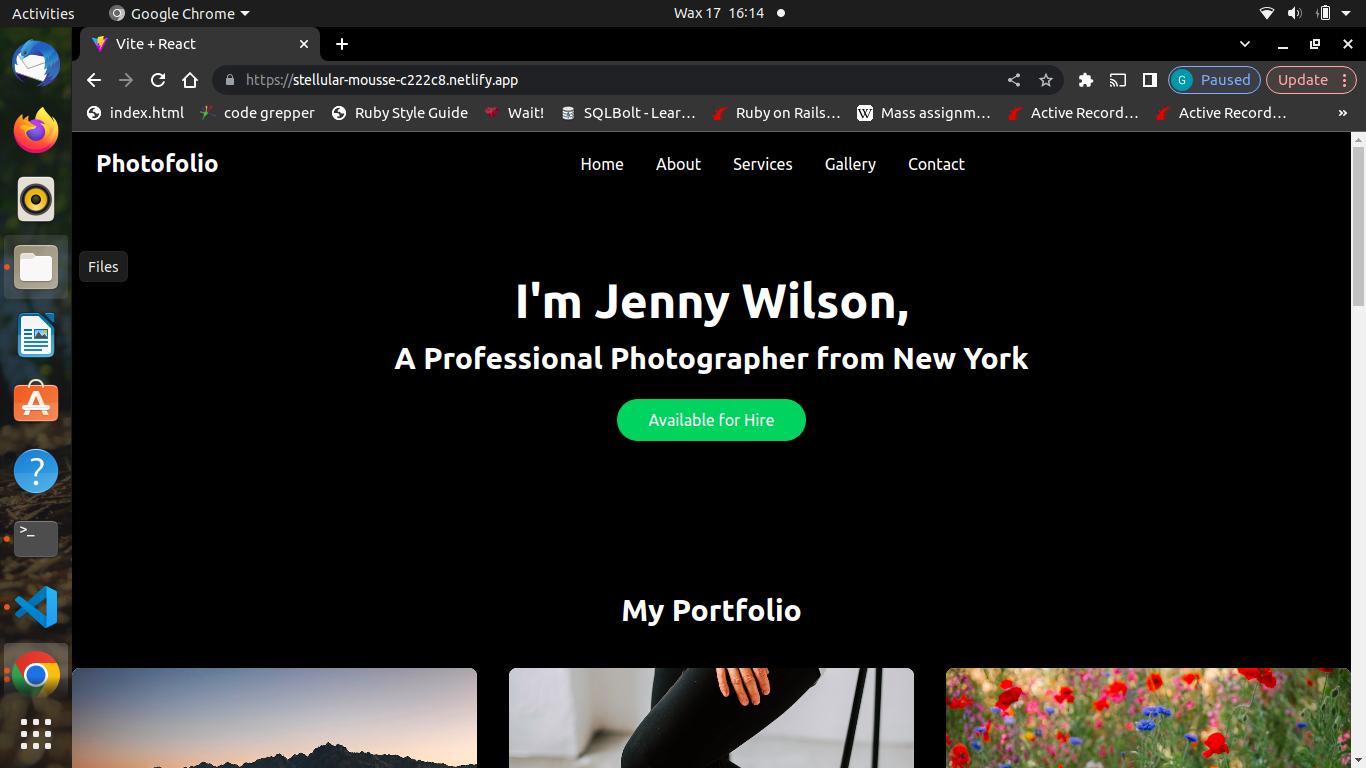 Activities Google Chrome Wax 17 16:14
Vite + React
https://stellular-mousse-c222c8.netlify.app G Paused Update
index.html code grepper Ruby Style Guide Wait! SQLBolt - Lear… Ruby on Rails… W Mass assignm… Active Record… Active Record… »
Photofolio Home About Services Gallery Contact
Files
I'm Jenny Wilson,
A Professional Photographer from New York
Available for Hire
My Portfolio